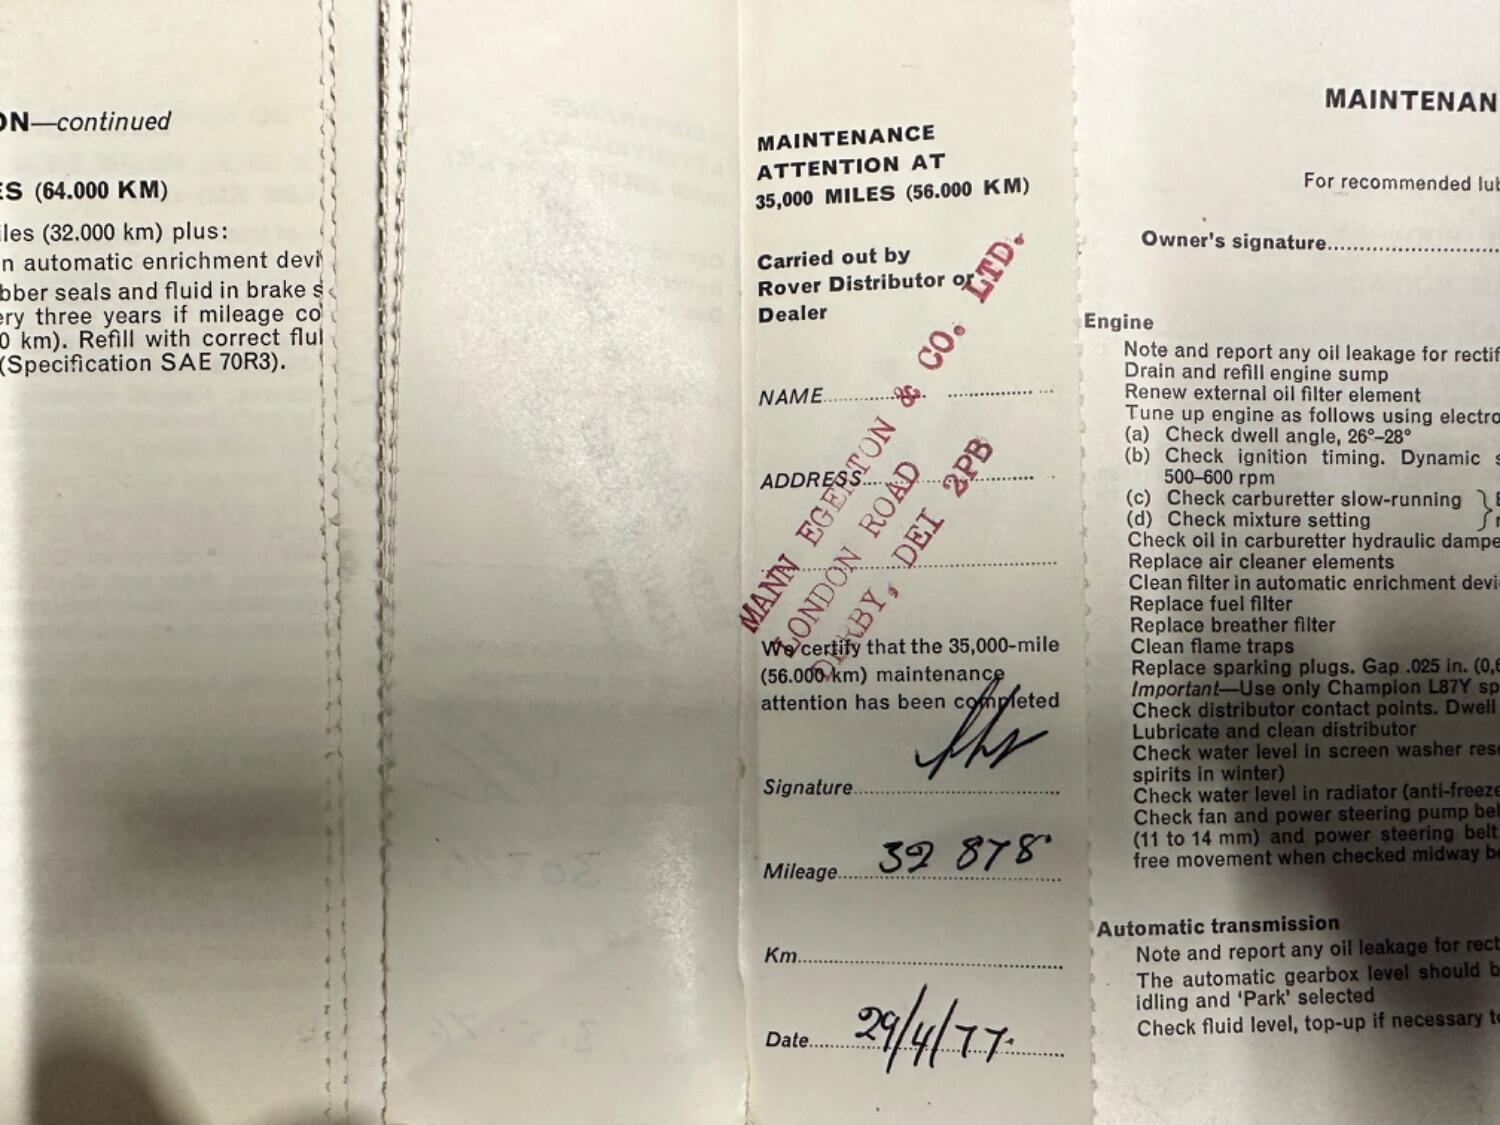 ON—continued
ES (64.000 KM)
iles (32.000 km) plus:
n automatic enrichment devi
bber seals and fluid in brake s
ery three years if mileage co
0 km). Refill with correct flui
(Specification SAE 70R3).
MAINTENANCE
ATTENTION AT
35,000 MILES (56.000 KM)
Carried out by
Rover Distributor or
Dealer
NAME
ADDRESS
MANN EGERTON & CO. LTD.
LONDON ROAD
DERBY, DEI 2PB
We certify that the 35,000-mile
(56.000 km) maintenance
attention has been completed
Signature
Mileage 32 878
Km
Date 29/4/77.
MAINTENAN
For recommended lub
Owner's signature
Engine
Note and report any oil leakage for rectif
Drain and refill engine sump
Renew external oil filter element
Tune up engine as follows using electro
(a) Check dwell angle, 26°–28°
(b) Check ignition timing. Dynamic s
500–600 rpm
(c) Check carburetter slow-running
(d) Check mixture setting
Check oil in carburetter hydraulic dampe
Replace air cleaner elements
Clean filter in automatic enrichment devi
Replace fuel filter
Replace breather filter
Clean flame traps
Replace sparking plugs. Gap .025 in. (0,6
Important—Use only Champion L87Y sp
Check distributor contact points. Dwell
Lubricate and clean distributor
Check water level in screen washer rese
spirits in winter)
Check water level in radiator (anti-freeze
Check fan and power steering pump bel
(11 to 14 mm) and power steering belt
free movement when checked midway be
Automatic transmission
Note and report any oil leakage for rect
The automatic gearbox level should b
idling and 'Park' selected
Check fluid level, top-up if necessary to